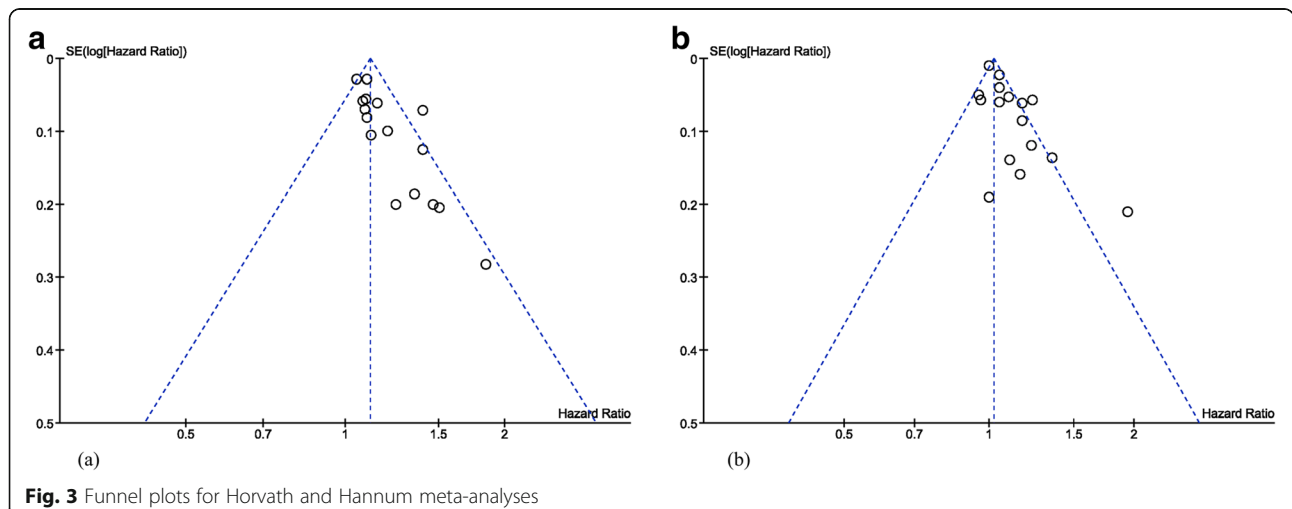 a
SE(log[Hazard Ratio])
0
0.1
0.2
0.3
0.4
0.5
Hazard Ratio
0.5 0.7 1 1.5 2
(a)
b
SE(log[Hazard Ratio])
0
0.1
0.2
0.3
0.4
0.5
Hazard Ratio
0.5 0.7 1 1.5 2
(b)
Fig. 3 Funnel plots for Horvath and Hannum meta-analyses